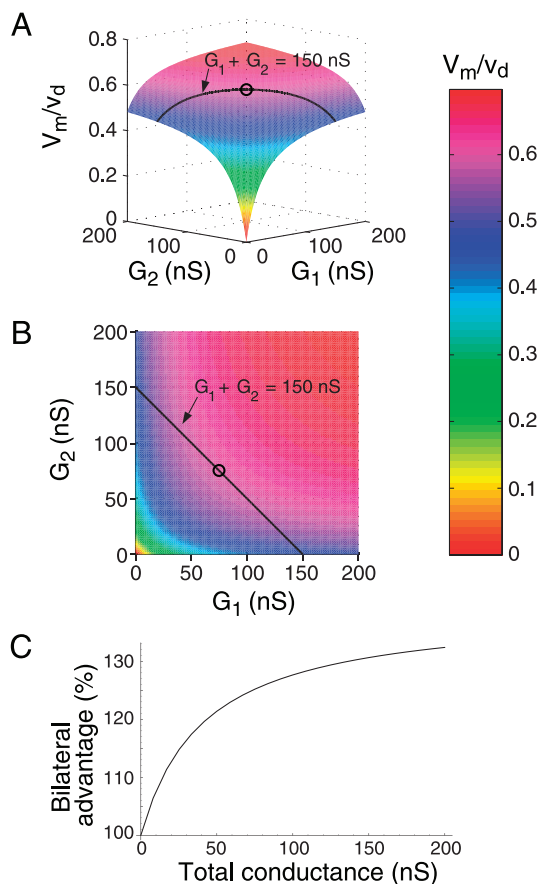 A
0.8
0.6
0.4
0.2
0
Vm/vd
G1 + G2 = 150 nS
200
100
0
G2 (nS)
0
100
200
G1 (nS)
Vm/vd
0.6
0.5
0.4
0.3
0.2
0.1
0
B
200
150
100
50
0
G2 (nS)
G1 + G2 = 150 nS
0
50
100
150
200
G1 (nS)
C
130
120
110
100
Bilateral
advantage (%)
0
50
100
150
200
Total conductance (nS)